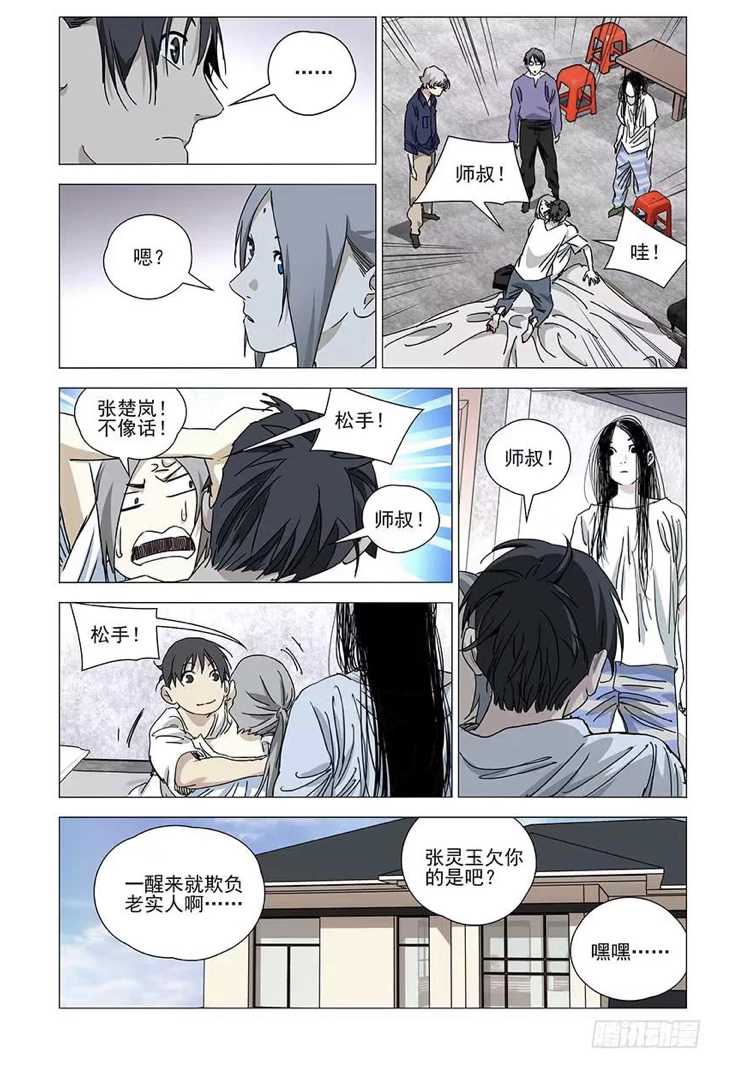 ……
嗯？
师叔！
哇！
张楚岚！
不像话！
松手！
师叔！
师叔！
松手！
一醒来就欺负
老实人啊……
张灵玉欠你
的是吧？
嘿嘿……
腾讯动漫